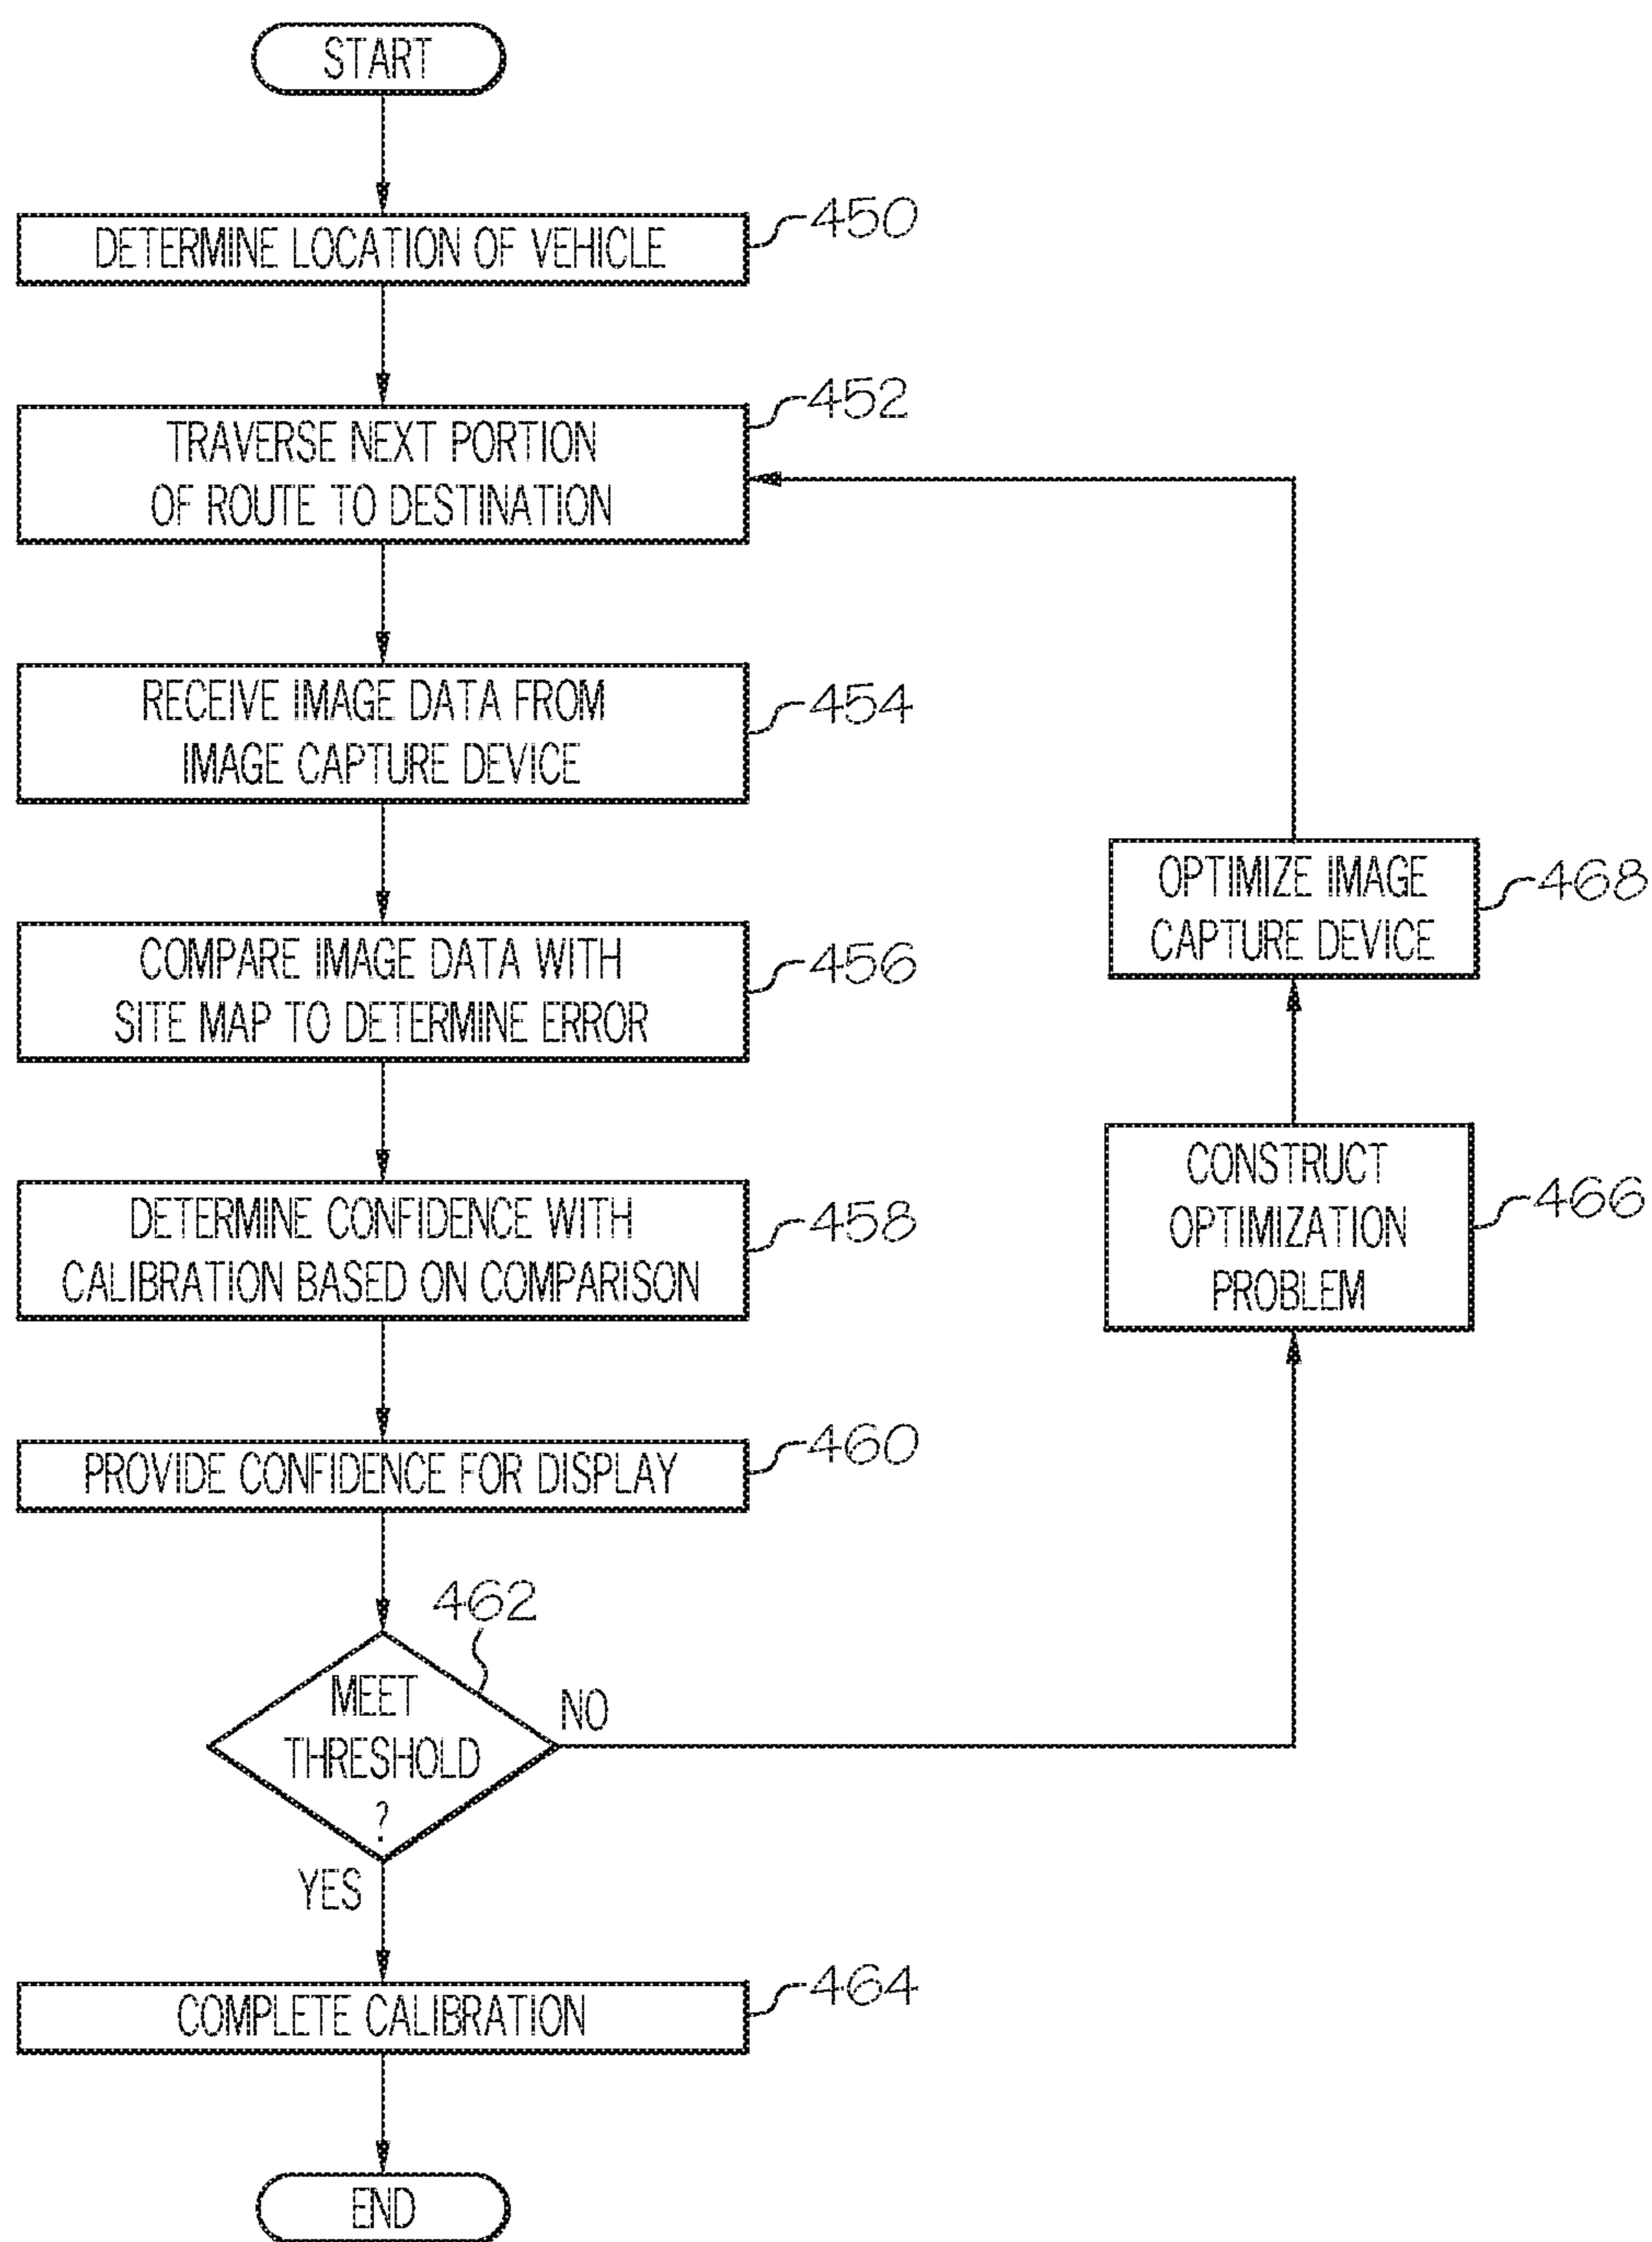 START
DETERMINE LOCATION OF VEHICLE
450
TRAVERSE NEXT PORTION
OF ROUTE TO DESTINATION
452
RECEIVE IMAGE DATA FROM
IMAGE CAPTURE DEVICE
454
COMPARE IMAGE DATA WITH
SITE MAP TO DETERMINE ERROR
456
DETERMINE CONFIDENCE WITH
CALIBRATION BASED ON COMPARISON
458
PROVIDE CONFIDENCE FOR DISPLAY
460
462
MEET
THRESHOLD
?
NO
YES
COMPLETE CALIBRATION
464
END
OPTIMIZE IMAGE
CAPTURE DEVICE
468
CONSTRUCT
OPTIMIZATION
PROBLEM
466